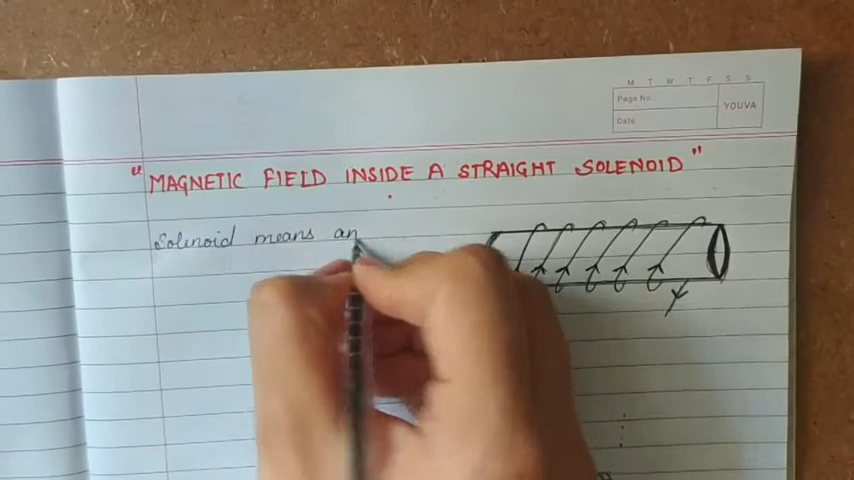 M T W T F S S
Page No.
YOUVA
Date:
"MAGNETIC FIELD INSIDE A STRAIGHT SOLENOID"
Solenoid means an